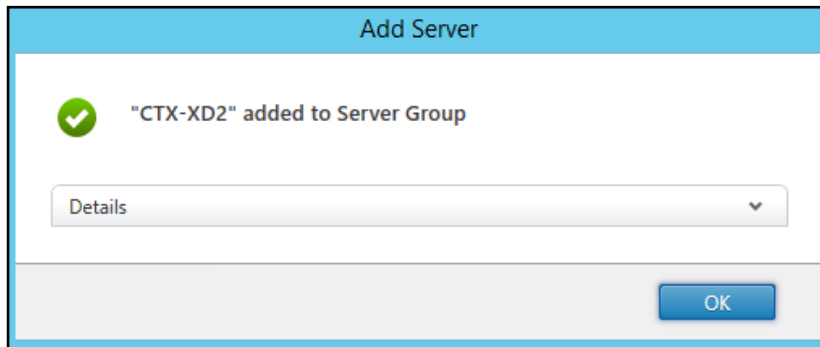 Add Server
"CTX-XD2" added to Server Group
Details
OK